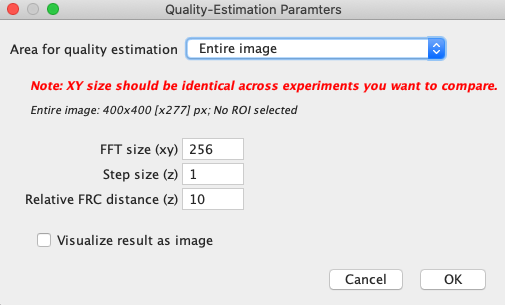 Quality-Estimation Paramters
Area for quality estimation Entire image
Note: XY size should be identical across experiments you want to compare.
Entire image: 400x400 [x277] px; No ROI selected
FFT size (xy) 256
Step size (z) 1
Relative FRC distance (z) 10
Visualize result as image
Cancel OK